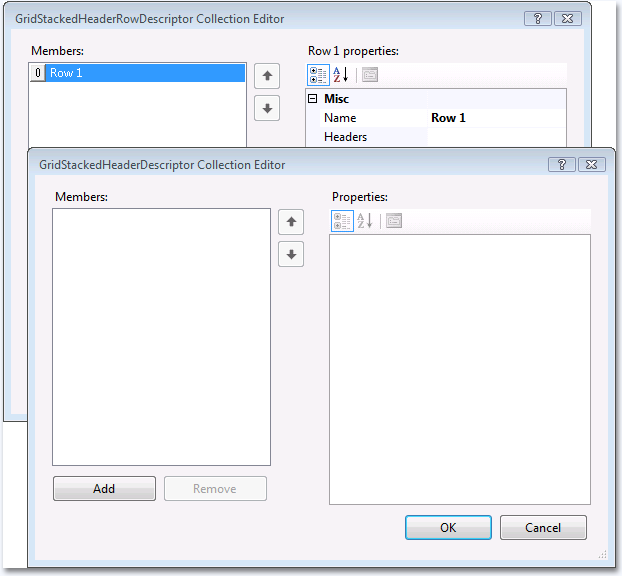 GridStackedHeaderRowDescriptor Collection Editor
Members:
Row 1 properties:
0 Row 1
Misc
Name Row 1
Headers
GridStackedHeaderDescriptor Collection Editor
Members:
Properties:
Add
Remove
OK
Cancel